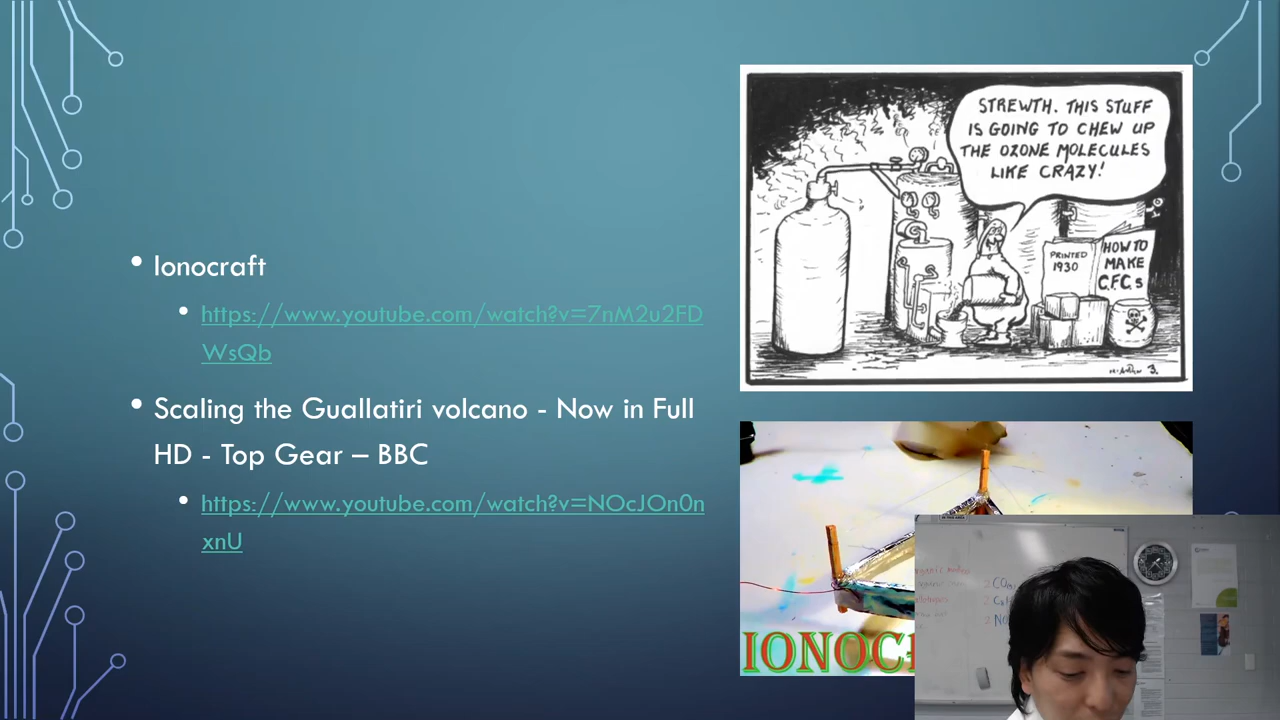 Ionocraft
https://www.youtube.com/watch?v=7nM2u2FD
WsQb
Scaling the Guallatiri volcano - Now in Full
HD - Top Gear – BBC
https://www.youtube.com/watch?v=NOcJOn0n
xnU
STREWTH. THIS STUFF
IS GOING TO CHEW UP
THE OZONE MOLECULES
LIKE CRAZY!
PRINTED
1930
HOW TO
MAKE
C.F.C.s
IONOC